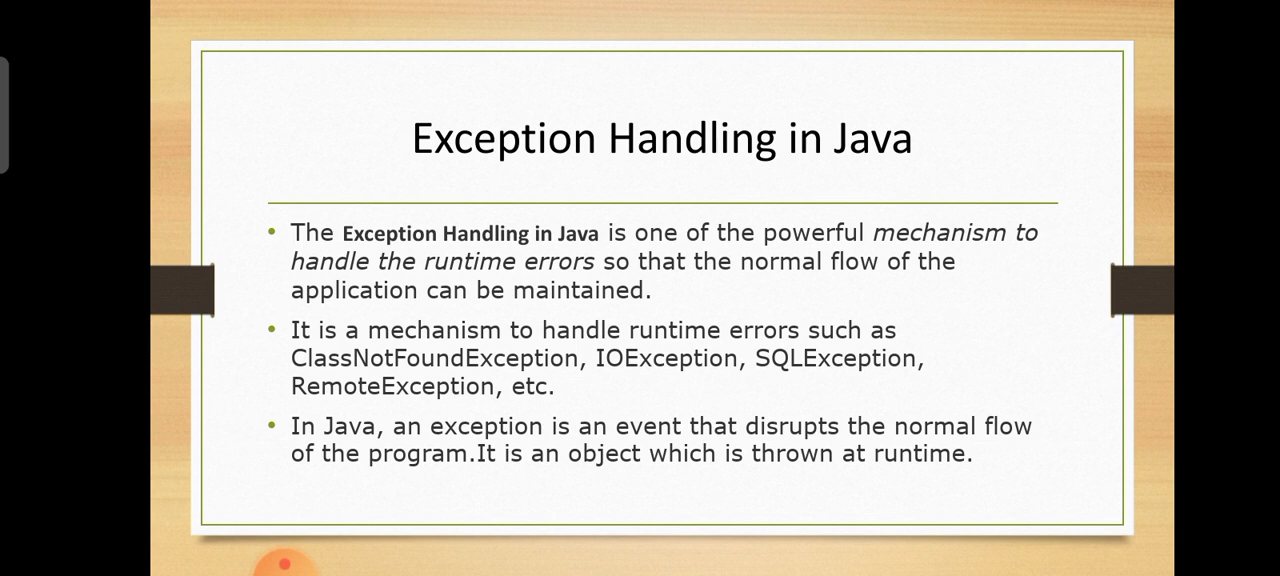 Exception Handling in Java
• The Exception Handling in Java is one of the powerful mechanism to
handle the runtime errors so that the normal flow of the
application can be maintained.
• It is a mechanism to handle runtime errors such as
ClassNotFoundException, IOException, SQLException,
RemoteException, etc.
• In Java, an exception is an event that disrupts the normal flow
of the program.It is an object which is thrown at runtime.